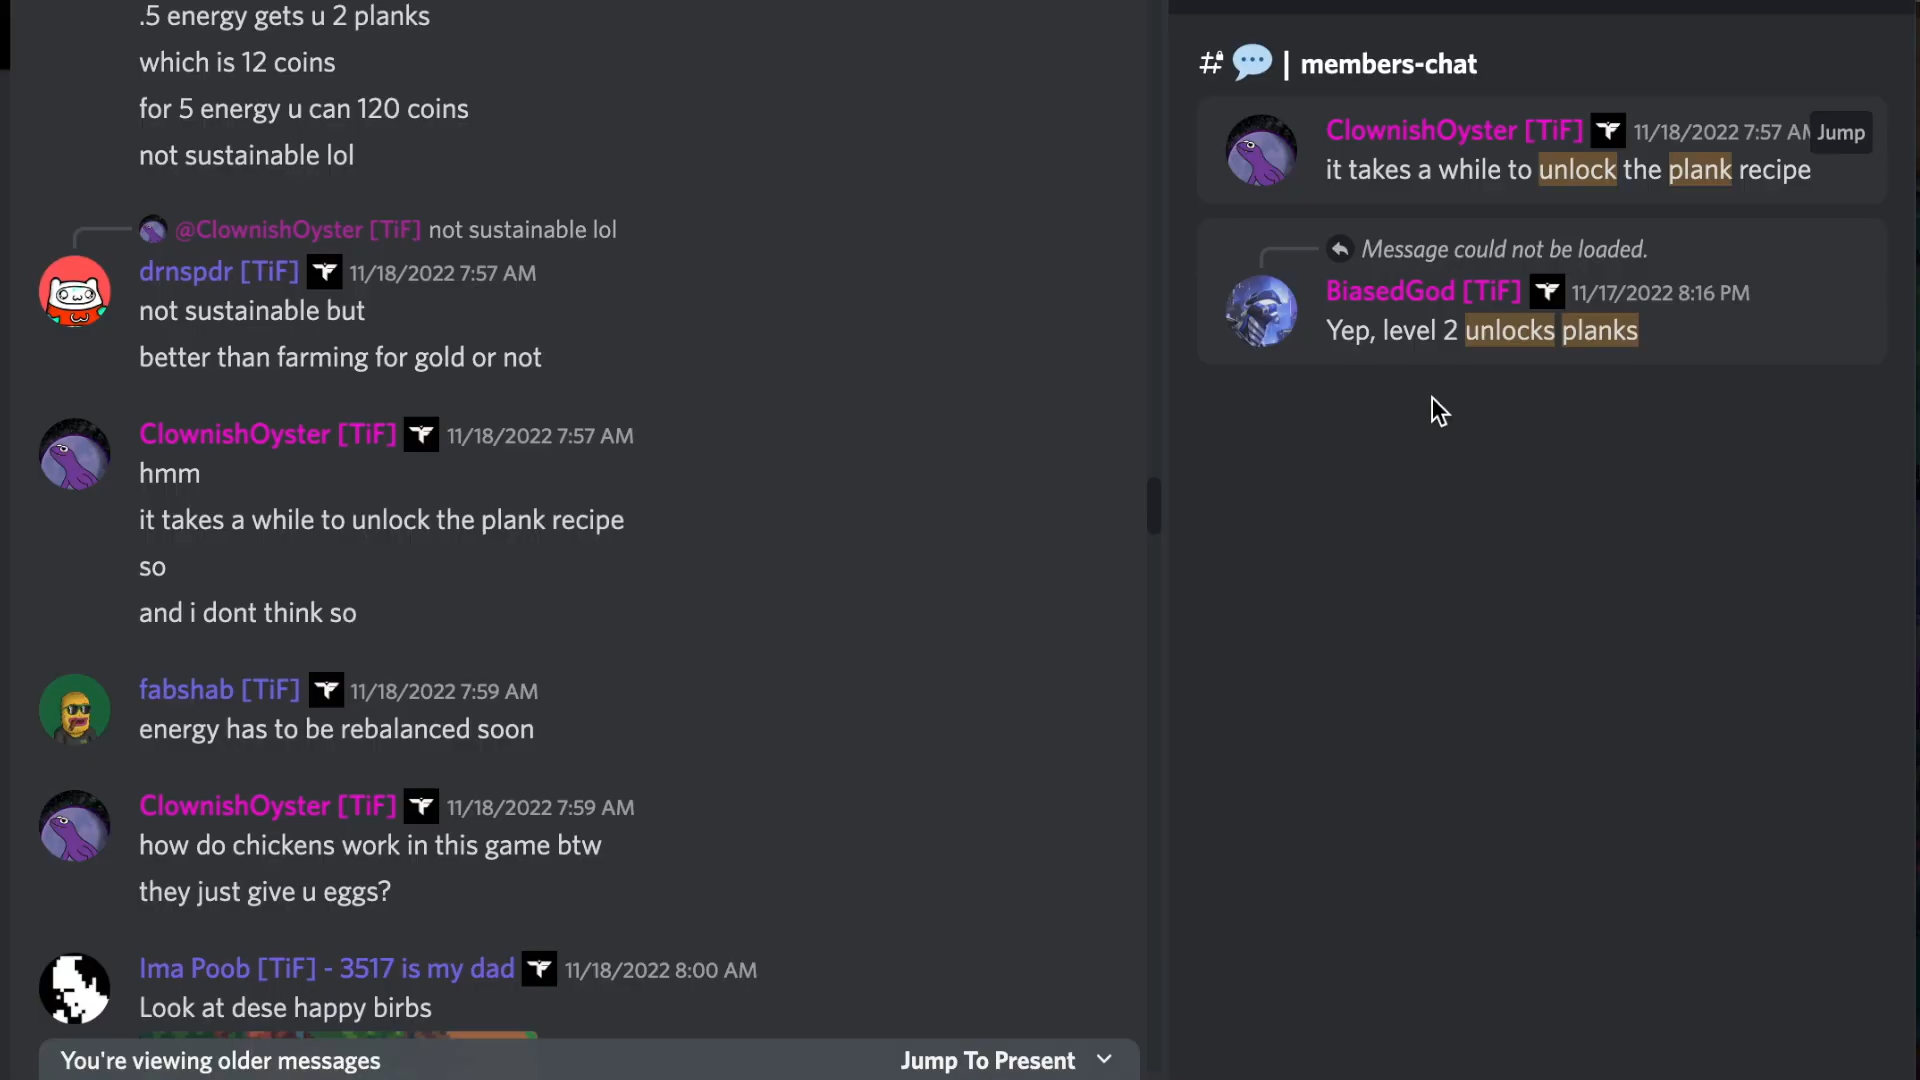 .5 energy gets u 2 planks
which is 12 coins
for 5 energy u can 120 coins
not sustainable lol
@ClownishOyster [TiF] not sustainable lol
drnspdr [TiF] 11/18/2022 7:57 AM
not sustainable but
better than farming for gold or not
ClownishOyster [TiF] 11/18/2022 7:57 AM
hmm
it takes a while to unlock the plank recipe
so
and i dont think so
fabshab [TiF] 11/18/2022 7:59 AM
energy has to be rebalanced soon
ClownishOyster [TiF] 11/18/2022 7:59 AM
how do chickens work in this game btw
they just give u eggs?
Ima Poob [TiF] - 3517 is my dad 11/18/2022 8:00 AM
Look at dese happy birbs
You're viewing older messages Jump To Present
# | members-chat
ClownishOyster [TiF] 11/18/2022 7:57 AM Jump
it takes a while to unlock the plank recipe
Message could not be loaded.
BiasedGod [TiF] 11/17/2022 8:16 PM
Yep, level 2 unlocks planks